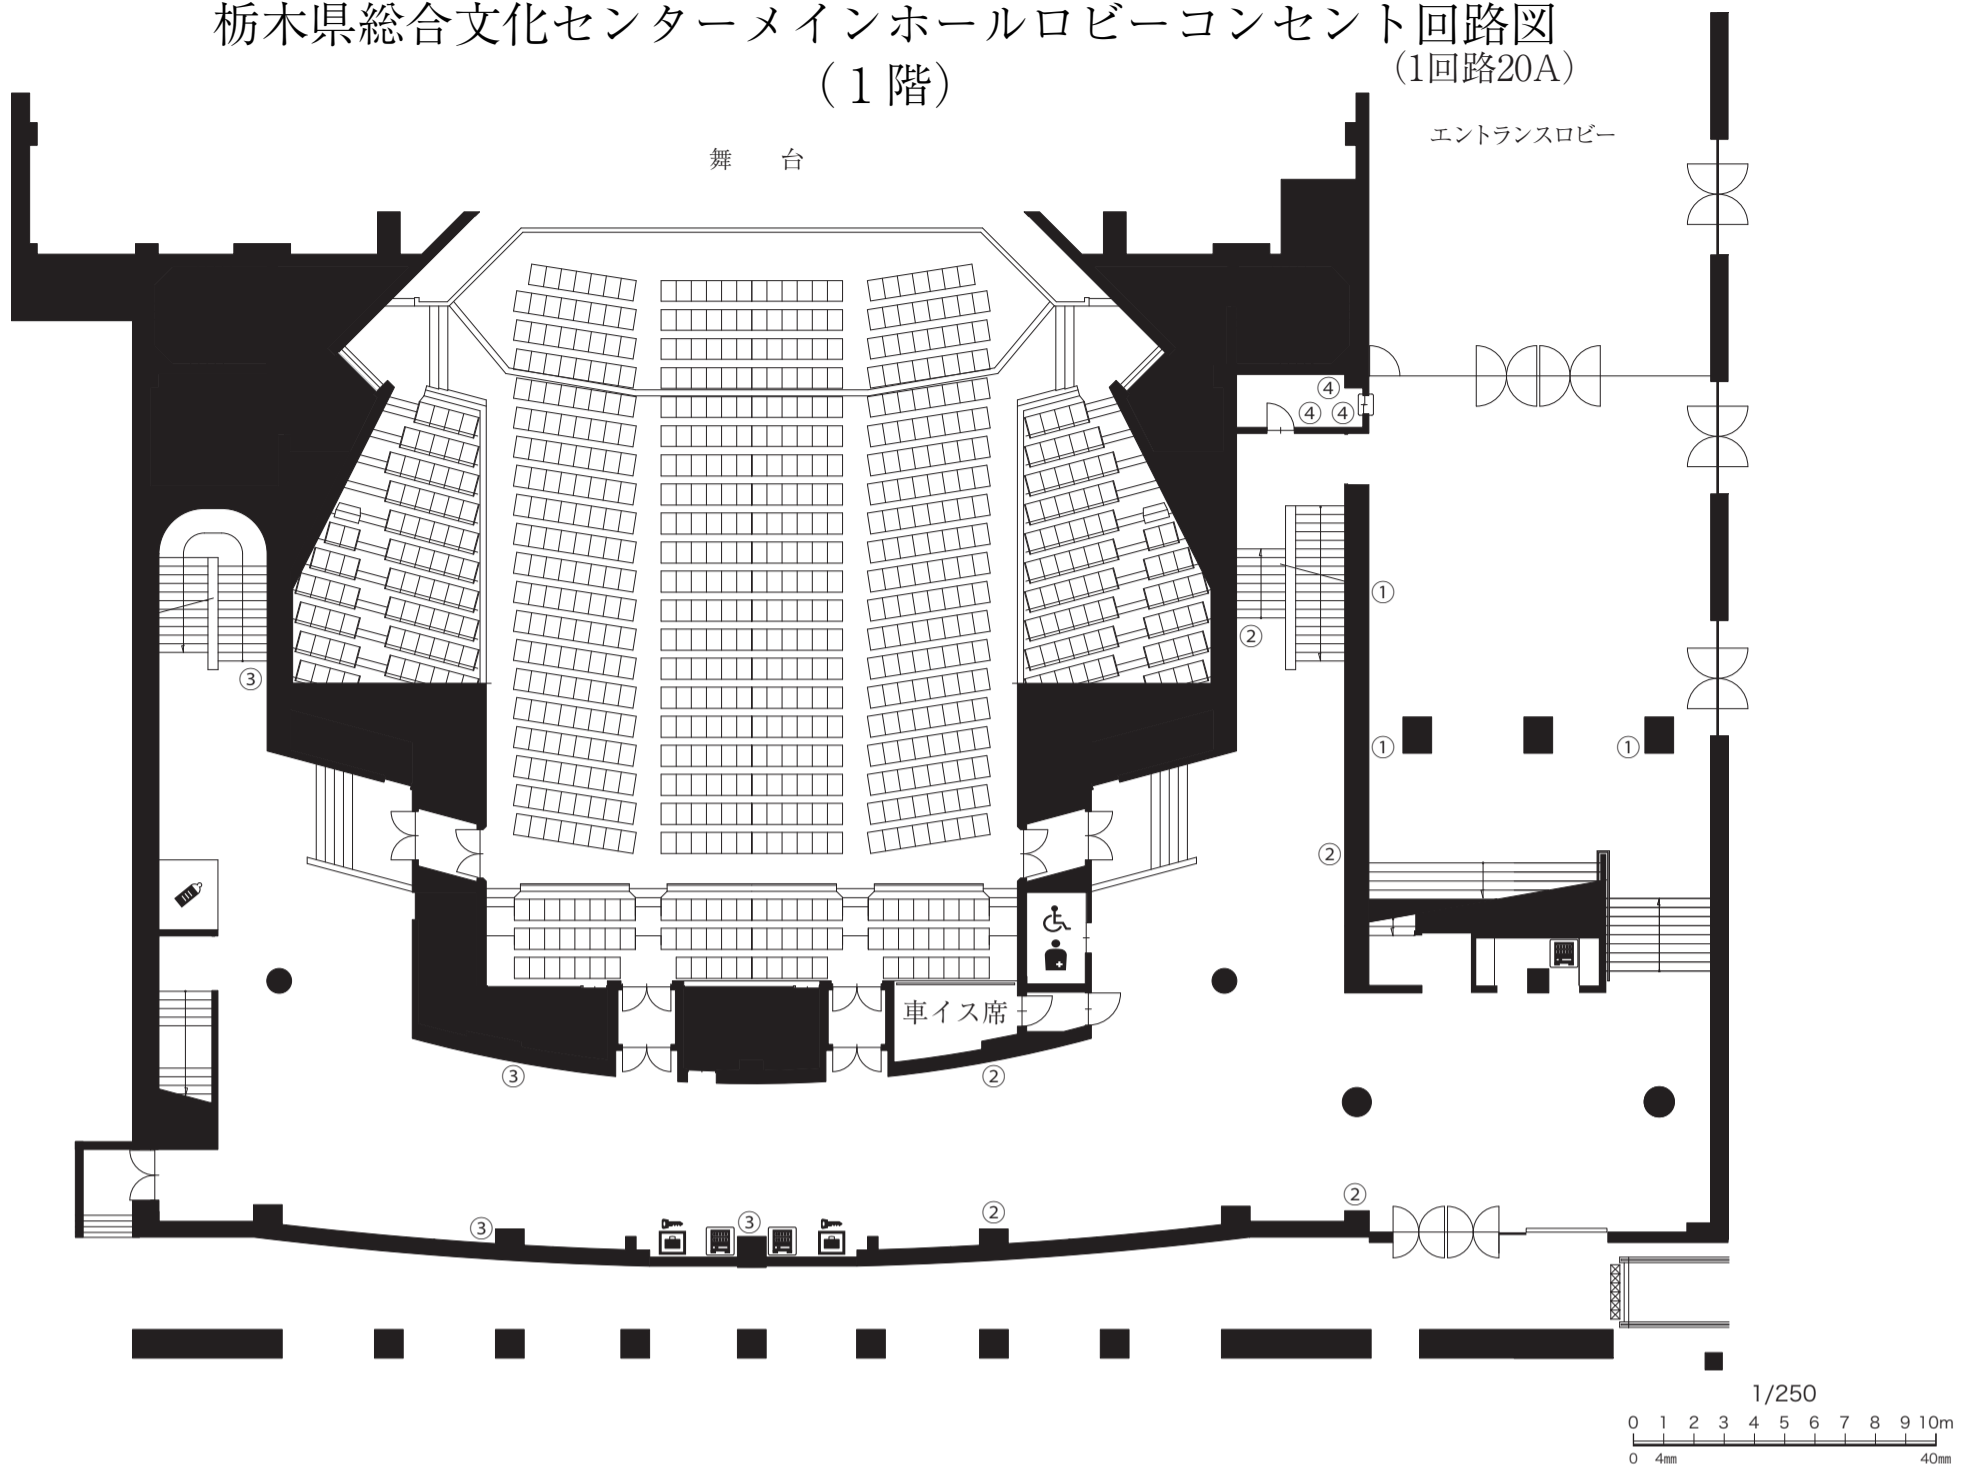 栃木県総合文化センターメインホールロビーコンセント回路図
(1回路20A)
(1階)
エントランスロビー
舞 台
④
④ ④
①
②
③
①
①
②
車イス席
③
②
②
③
③
②
1/250
0 1 2 3 4 5 6 7 8 9 10m
0 4㎜ 40㎜